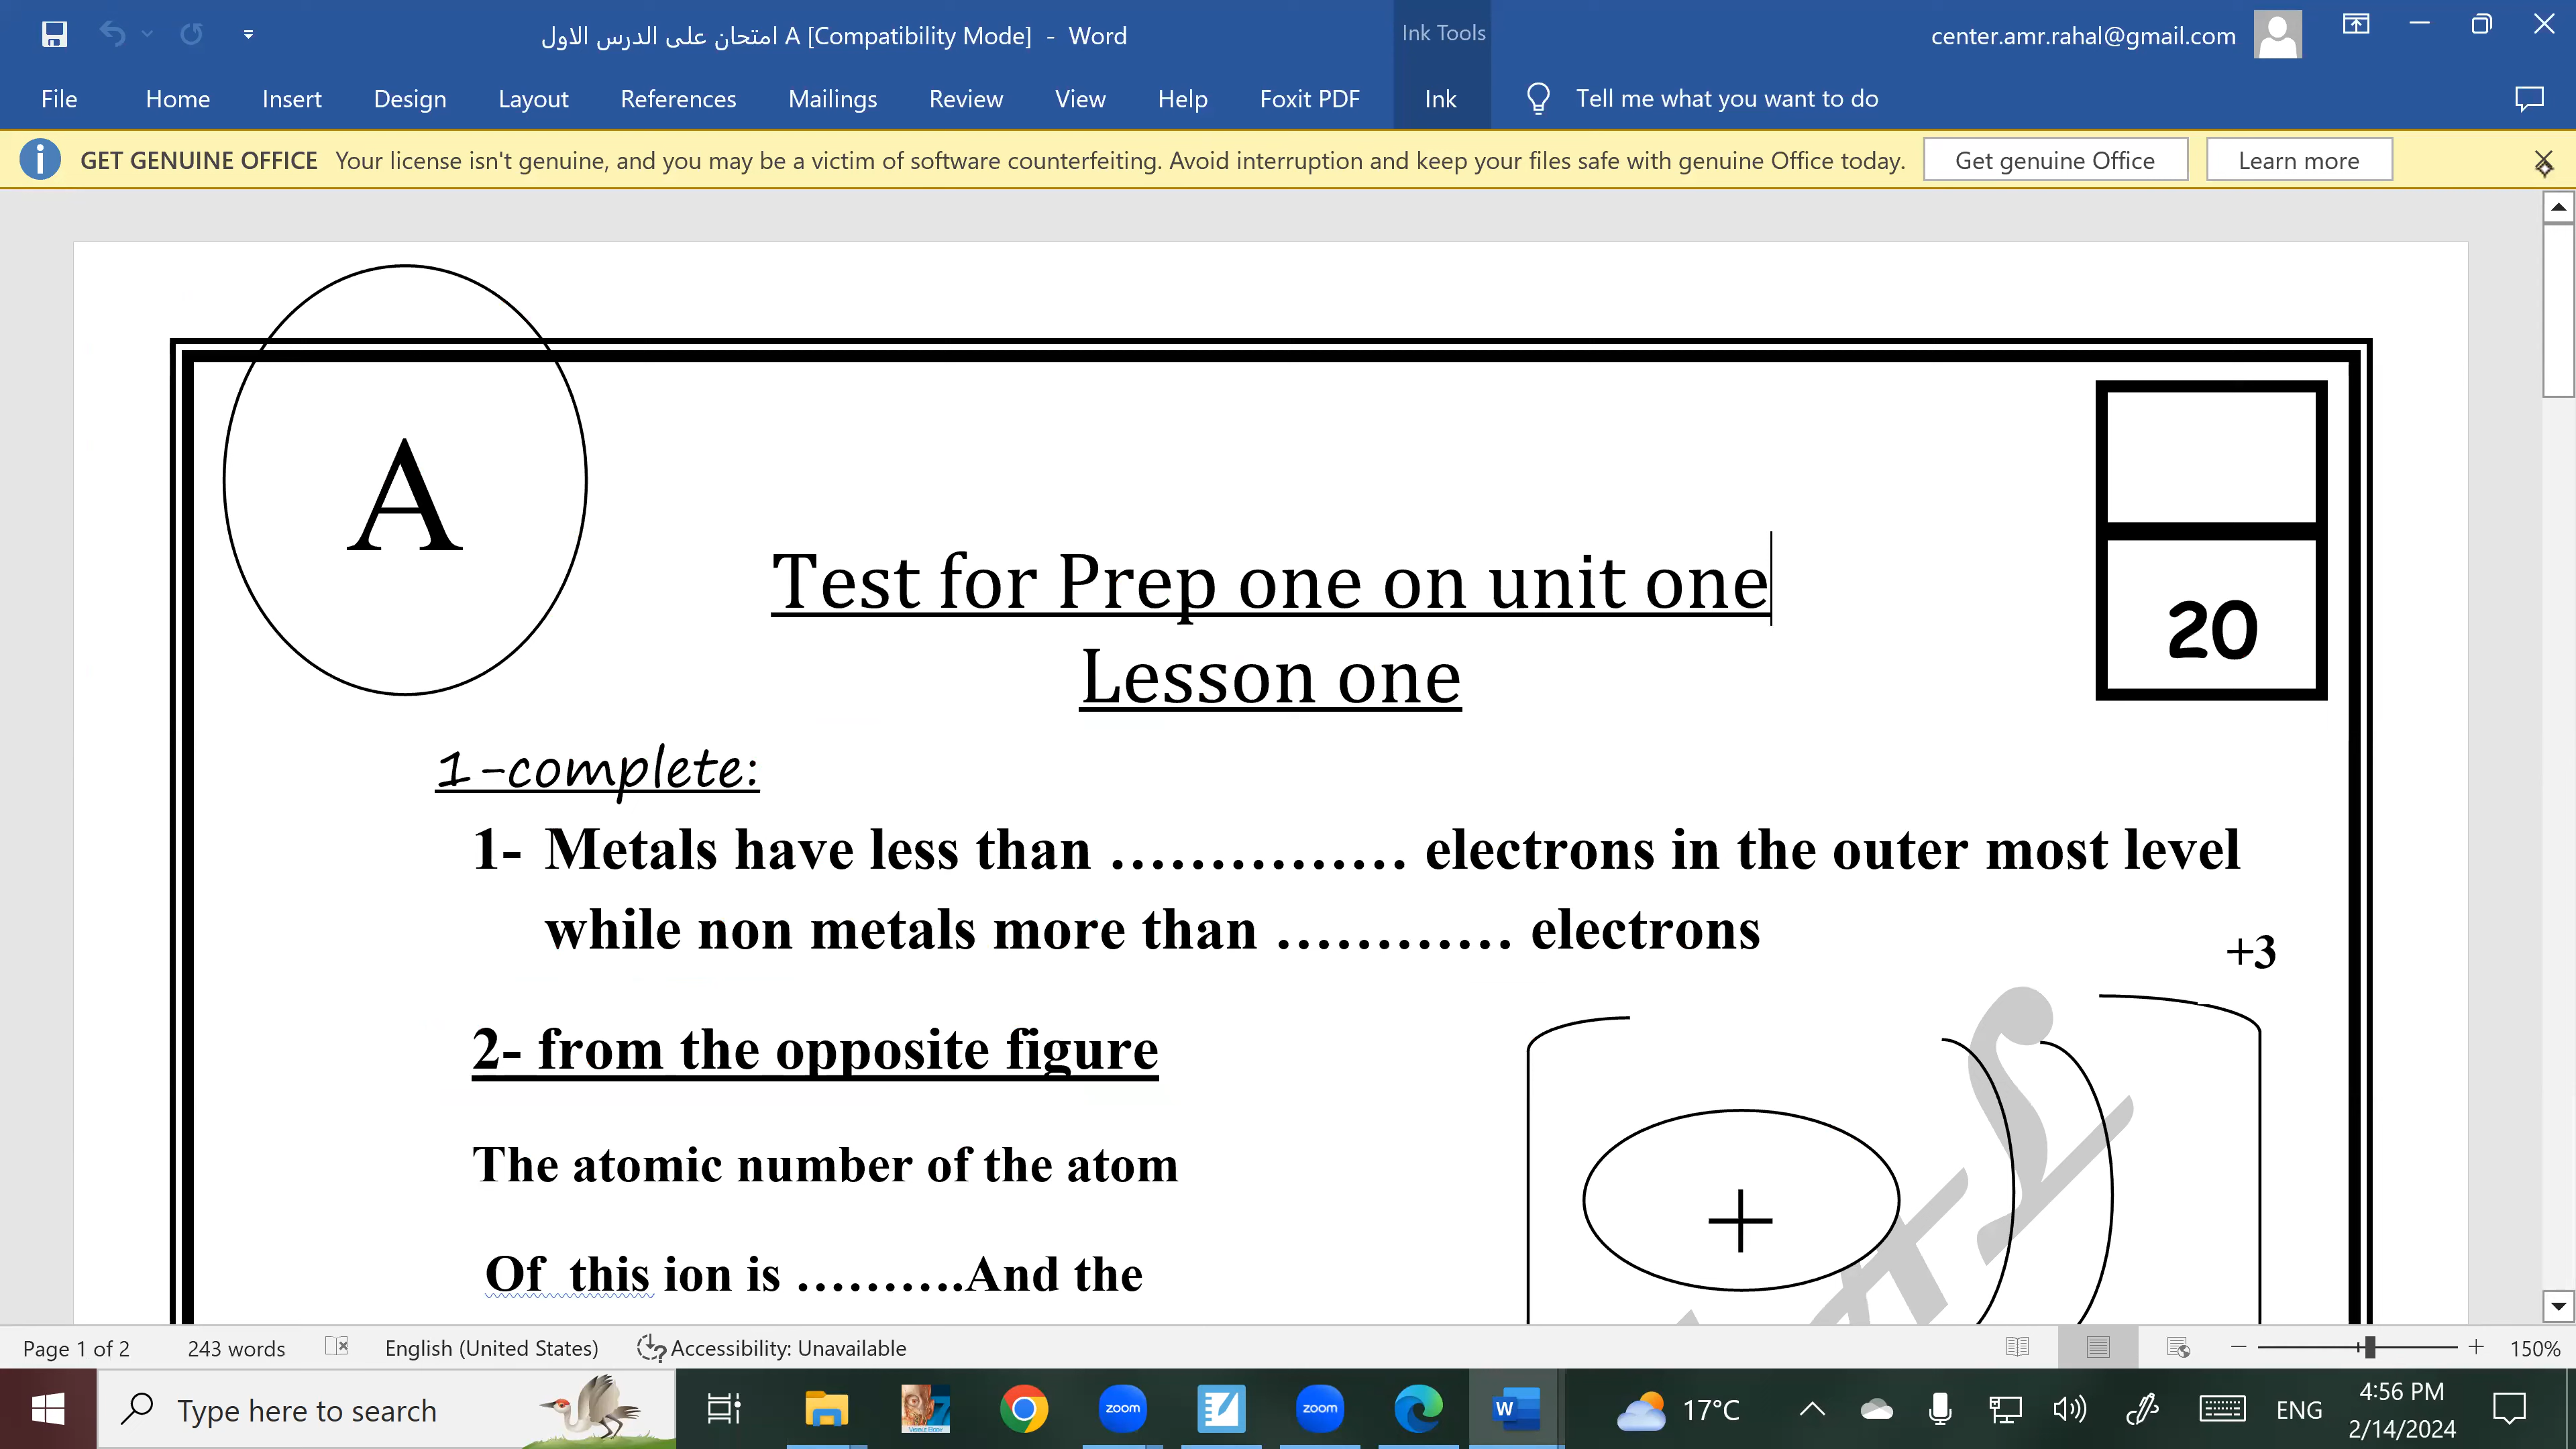 امتحان على الدرس الاول A [Compatibility Mode] - Word
Ink Tools
center.amr.rahal@gmail.com
File Home Insert Design Layout References Mailings Review View Help Foxit PDF Ink Tell me what you want to do
GET GENUINE OFFICE Your license isn't genuine, and you may be a victim of software counterfeiting. Avoid interruption and keep your files safe with genuine Office today. Get genuine Office Learn more
A
Test for Prep one on unit one
Lesson one
20
1-complete:
1- Metals have less than …………… electrons in the outer most level
while non metals more than ………… electrons
+3
2- from the opposite figure
+
The atomic number of the atom
Of this ion is ……….And the
Page 1 of 2 243 words English (United States) Accessibility: Unavailable 150%
Type here to search
zoom
zoom
17°C
ENG
4:56 PM
2/14/2024